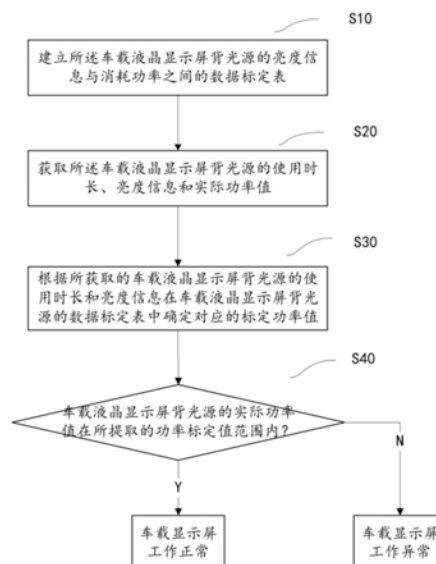 S10
建立所述车载液晶显示屏背光源的亮度信
息与消耗功率之间的数据标定表
S20
获取所述车载液晶显示屏背光源的使用时
长、亮度信息和实际功率值
S30
根据所获取的车载液晶显示屏背光源的使
用时长和亮度信息在车载液晶显示屏背光
源的数据标定表中确定对应的标定功率值
S40
车载液晶显示屏背光源的实际功率
值在所提取的功率标定值范围内?
N
Y
车载显示屏
工作正常
车载显示屏
工作异常